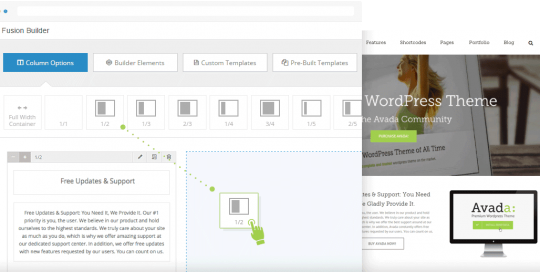 Fusion Builder
Column Options
Builder Elements
Custom Templates
Pre-Built Templates
Full Width
Container
1/1
1/2
1/3
2/3
1/4
3/4
1/5
2/5
1/2
Free Updates & Support
Free Updates & Support: You Need It, We Provide It. Our #1
priority is you, the user. We believe in our product and hold
ourselves to the highest standards. We truly care about your site
as much as you do, which is why we offer amazing support at
our dedicated support center. In addition, we offer free updates
with new features requested by our users. You can count on us.
1/2
Features
Shortcodes
Pages
Portfolio
Blog
WordPress Theme
he Avada Community
WordPress Theme of All Time
ates & Support: You Need
e Gladly Provide It
BUY AVADA NOW!
Avada:
Premium Wordpress Theme